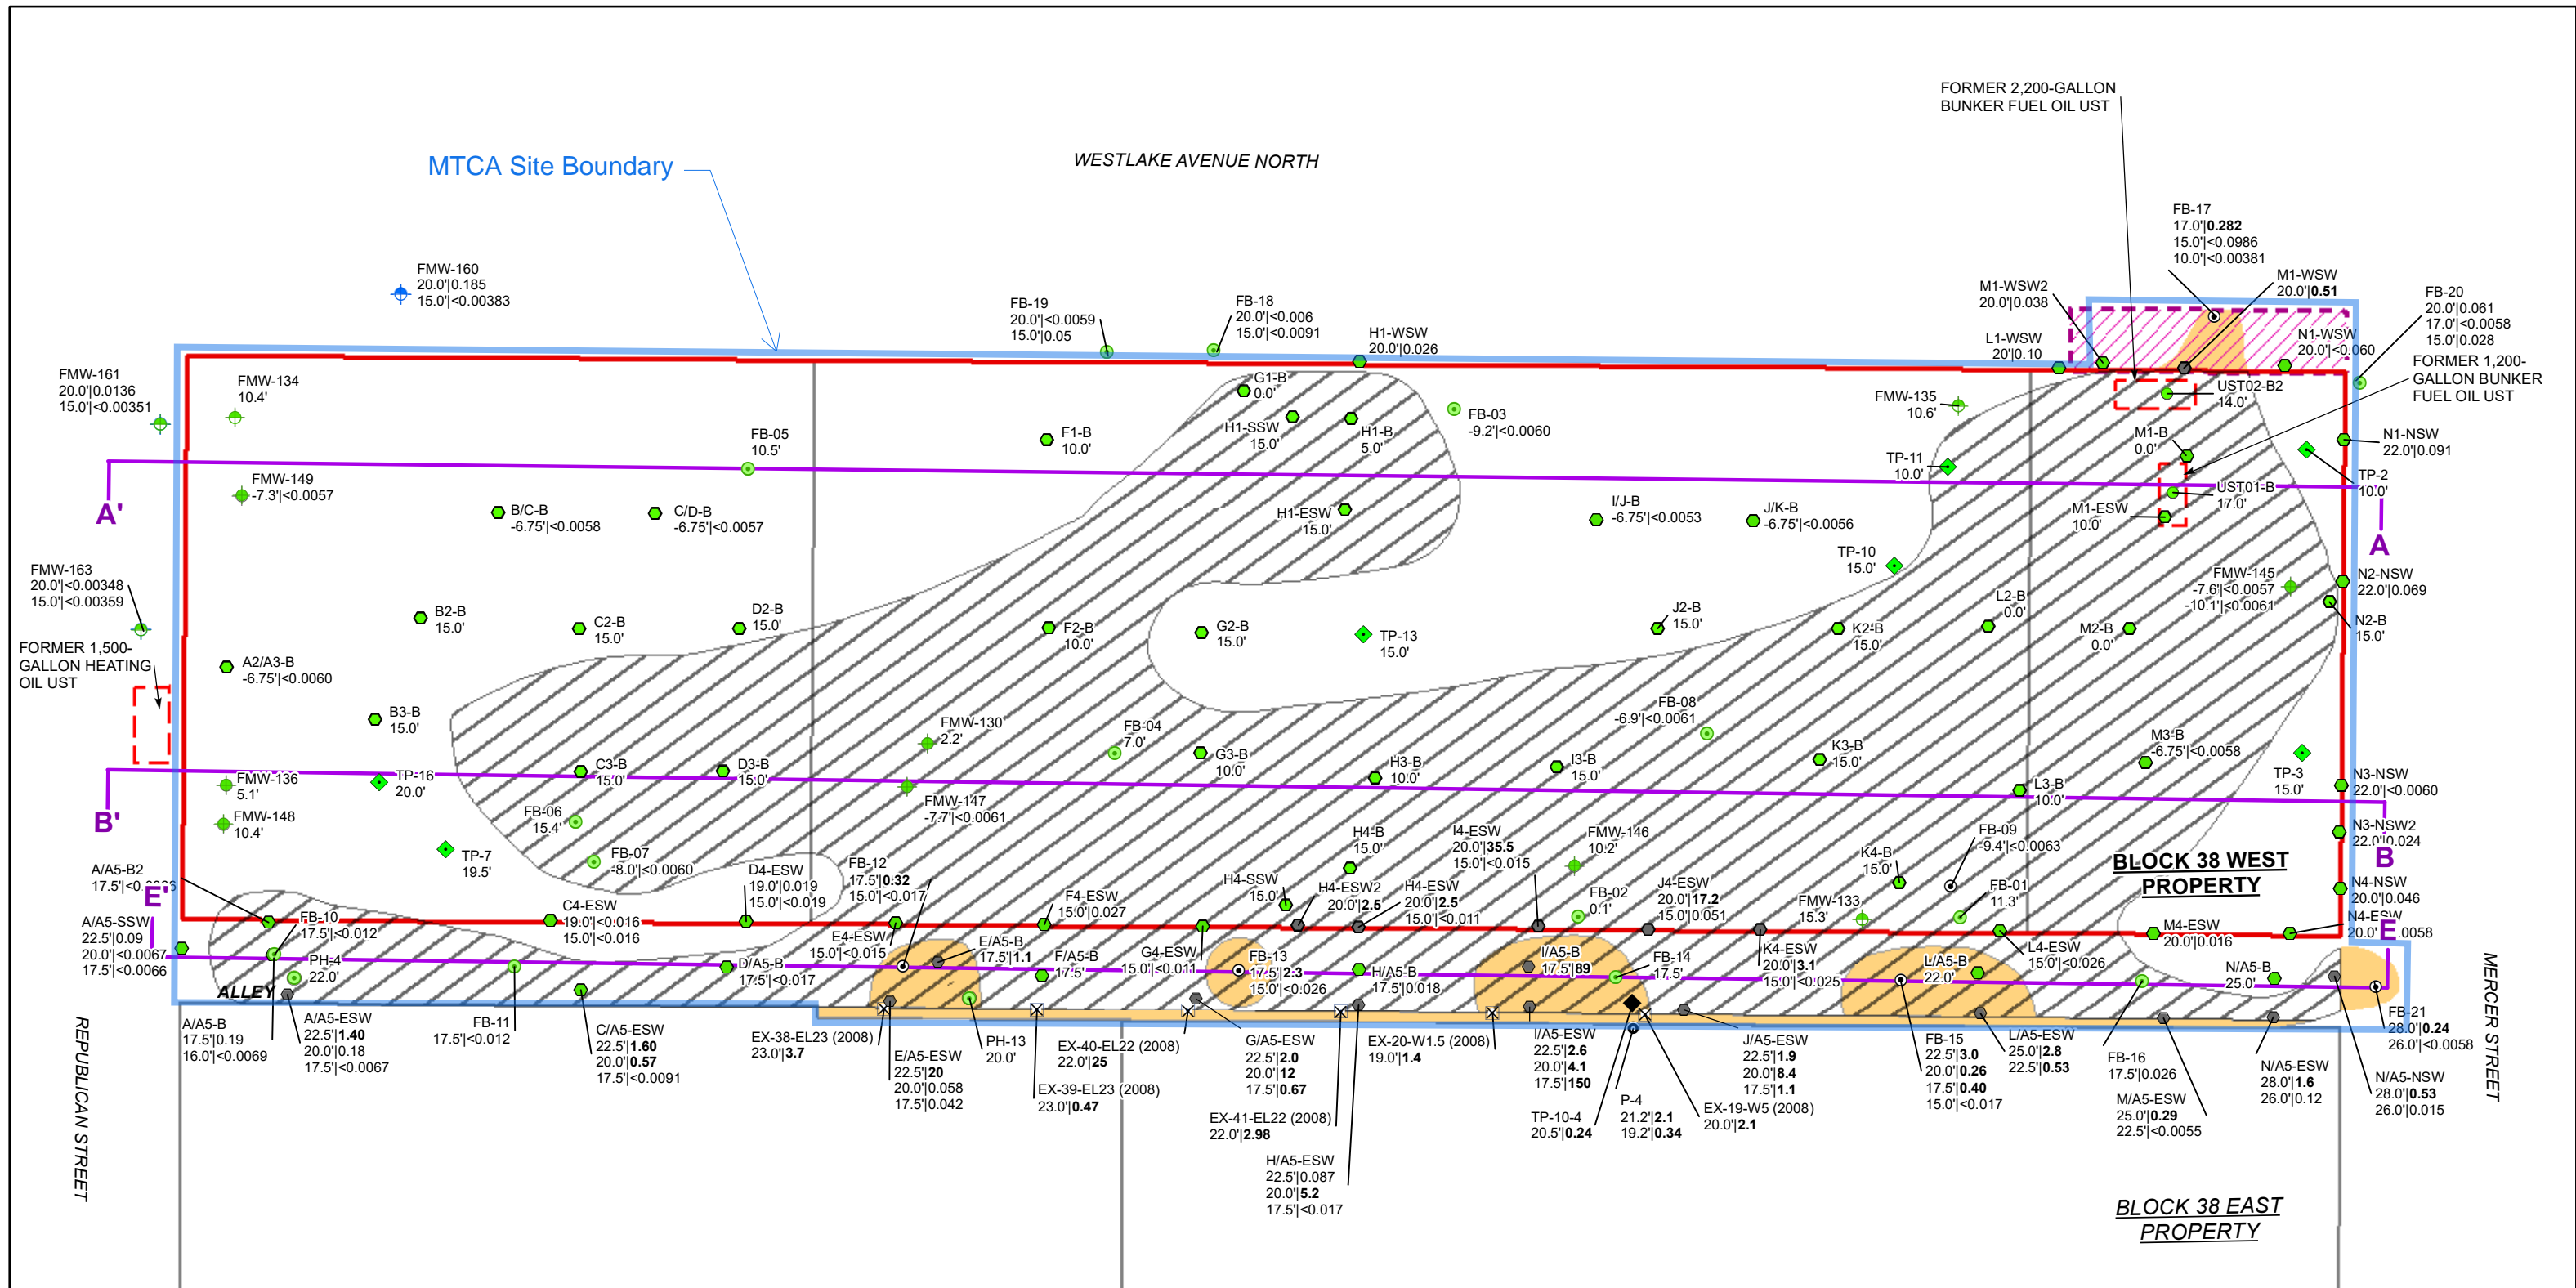 FORMER 2,200-GALLON
BUNKER FUEL OIL UST
WESTLAKE AVENUE NORTH
MTCA Site Boundary
FB-17
17.0'|0.282
15.0'|<0.0986
10.0'|<0.00381
M1-WSW
20.0'|0.51
M1-WSW2
20.0'|0.038
FB-20
20.0'|0.061
17.0'|<0.0058
15.0'|0.028
FMW-160
20.0'|0.185
15.0'|<0.00383
FB-19
20.0'|<0.0059
15.0'|0.05
FB-18
20.0'|<0.006
15.0'|<0.0091
H1-WSW
20.0'|0.026
L1-WSW
20'|0.10
N1-WSW
20.0'|<0.060
FORMER 1,200-
GALLON BUNKER
FUEL OIL UST
FMW-161
20.0'|0.0136
15.0'|<0.00351
FMW-134
10.4'
G1-B
0.0'
H1-SSW
15.0'
H1-B
5.0'
FB-03
-9.2'|<0.0060
FMW-135
10.6'
UST02-B2
14.0'
FB-05
10.5'
F1-B
10.0'
M1-B
0.0'
N1-NSW
22.0'|0.091
TP-11
10.0'
TP-2
10.0'
FMW-149
-7.3'|<0.0057
A'
B/C-B
-6.75'|<0.0058
C/D-B
-6.75'|<0.0057
H1-ESW
15.0'
I/J-B
-6.75'|<0.0053
J/K-B
-6.75'|<0.0056
UST01-B
17.0'
M1-ESW
10.0'
A
TP-10
15.0'
FMW-163
20.0'|<0.00348
15.0'|<0.00359
FMW-145
-7.6'|<0.0057
-10.1'|<0.0061
N2-NSW
22.0'|0.069
B2-B
15.0'
C2-B
15.0'
D2-B
15.0'
F2-B
10.0'
G2-B
15.0'
TP-13
15.0'
J2-B
15.0'
K2-B
15.0'
L2-B
0.0'
M2-B
0.0'
N2-B
15.0'
FORMER 1,500-
GALLON HEATING
OIL UST
A2/A3-B
-6.75'|<0.0060
B3-B
15.0'
FMW-130
2.2'
FB-04
7.0'
FB-08
-6.9'|<0.0061
G3-B
10.0'
H3-B
10.0'
I3-B
15.0'
K3-B
15.0'
M3-B
-6.75'|<0.0058
TP-3
15.0'
N3-NSW
22.0'|<0.0060
C3-B
15.0'
D3-B
15.0'
FMW-136
5.1'
TP-16
20.0'
L3-B
10.0'
B'
FMW-148
10.4'
FB-06
15.4'
FMW-147
-7.7'|<0.0061
N3-NSW2
22.0'|0.024
B
TP-7
19.5'
FB-07
-8.0'|<0.0060
H4-B
15.0'
I4-ESW
20.0'|35.5
15.0'|<0.015
FMW-146
10.2'
FB-09
-9.4'|<0.0063
K4-B
15.0'
BLOCK 38 WEST
PROPERTY
A/A5-B2
E'
D4-ESW
19.0'|0.019
15.0'|<0.019
FB-12
17.5'|0.32
15.0'|<0.017
F4-ESW
15.0'|0.027
H4-SSW
15.0'
H4-ESW2
20.0'|2.5
H4-ESW
20.0'|2.5
15.0'|<0.011
FB-02
0.1'
J4-ESW
20.0'|17.2
15.0'|0.051
FMW-133
15.3'
FB-01
11.3'
N4-NSW
20.0'|0.046
N4-ESW
E
A/A5-SSW
22.5'|0.09
20.0'|<0.0067
17.5'|<0.0066
FB-10
17.5'|<0.012
C4-ESW
19.0'|<0.016
15.0'|<0.016
E4-ESW
15.0'|<0.015
E/A5-B
17.5'|1.1
F/A5-B
17.5'
G4-ESW
15.0'|<0.011
FB-13
17.5'|2.3
15.0'|<0.026
H/A5-B
17.5'|0.018
I/A5-B
17.5'|89
FB-14
17.5'
K4-ESW
20.0'|3.1
15.0'|<0.025
L4-ESW
15.0'|<0.026
L/A5-B
22.0'
M4-ESW
20.0'|0.016
N/A5-B
25.0'
PH-4
22.0'
D/A5-B
17.5'|<0.017
ALLEY
A/A5-B
17.5'|0.19
16.0'|<0.0069
A/A5-ESW
22.5'|1.40
20.0'|0.18
17.5'|<0.0067
FB-11
17.5'|<0.012
C/A5-ESW
22.5'|1.60
20.0'|0.57
17.5'|<0.0091
EX-38-EL23 (2008)
23.0'|3.7
E/A5-ESW
22.5'|20
20.0'|0.058
17.5'|0.042
PH-13
20.0'
EX-40-EL22 (2008)
22.0'|25
EX-39-EL23 (2008)
23.0'|0.47
G/A5-ESW
22.5'|2.0
20.0'|12
17.5'|0.67
EX-41-EL22 (2008)
22.0'|2.98
H/A5-ESW
22.5'|0.087
20.0'|5.2
17.5'|<0.017
EX-20-W1.5 (2008)
19.0'|1.4
I/A5-ESW
22.5'|2.6
20.0'|4.1
17.5'|150
TP-10-4
20.5'|0.24
P-4
21.2'|2.1
19.2'|0.34
J/A5-ESW
22.5'|1.9
20.0'|8.4
17.5'|1.1
EX-19-W5 (2008)
20.0'|2.1
FB-15
22.5'|3.0
20.0'|0.26
17.5'|0.40
15.0'|<0.017
L/A5-ESW
25.0'|2.8
22.5'|0.53
FB-16
17.5'|0.026
M/A5-ESW
25.0'|0.29
22.5'|<0.0055
N/A5-ESW
28.0'|1.6
26.0'|0.12
N/A5-NSW
28.0'|0.53
26.0'|0.015
FB-21
28.0'|0.24
26.0'|<0.0058
REPUBLICAN STREET
MERCER STREET
BLOCK 38 EAST
PROPERTY